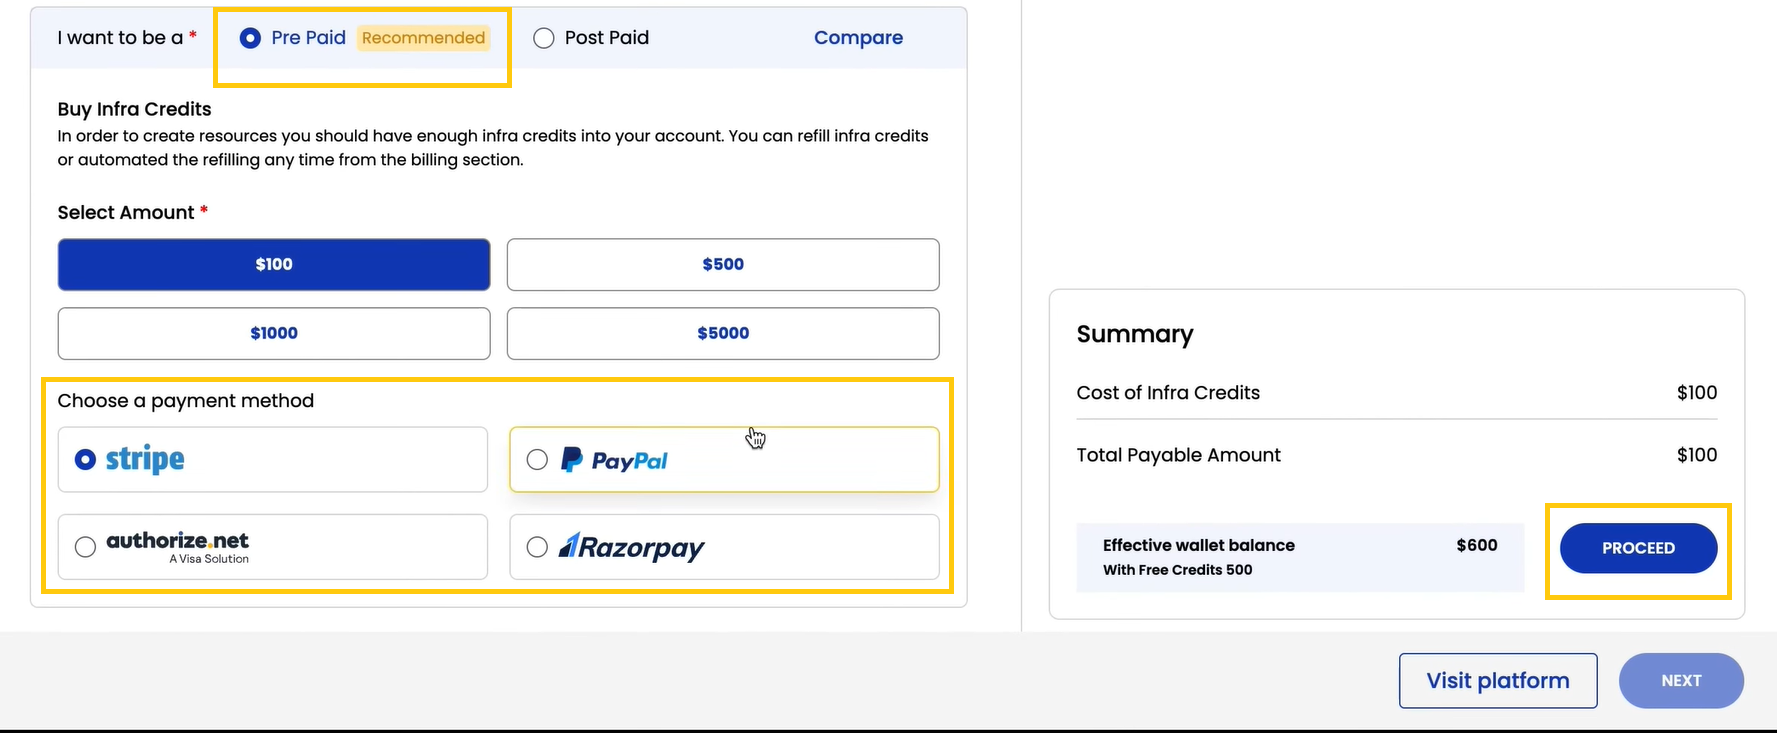 I want to be a * Pre Paid Recommended Post Paid Compare
Buy Infra Credits
In order to create resources you should have enough infra credits into your account. You can refill infra credits
or automated the refilling any time from the billing section.
Select Amount *
$100 $500
$1000 $5000
Choose a payment method
stripe PayPal
authorize.net
A Visa Solution
Razorpay
Summary
Cost of Infra Credits $100
Total Payable Amount $100
Effective wallet balance $600
With Free Credits 500
PROCEED
Visit platform NEXT